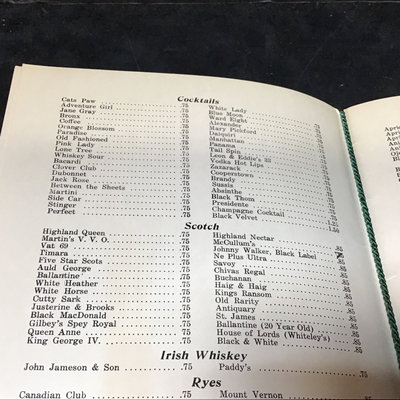 Cocktails
Cats Paw .75
Adventure Girl .75
Jane Gray .75
Bronx .75
Coffee .75
Orange Blossom .75
Paradise .75
Old Fashioned .75
Pink Lady .75
Lone Tree .75
Whiskey Sour .75
Bacardi .75
Clover Club .75
Dubonnet .75
Jack Rose .75
Between the Sheets .75
Martini .75
Side Car .75
Stinger .75
Perfect .75
White Lady
Blue Moon
Ward Eight
Alexander
Mary Pickford
Daiquiri
Manhattan
Panama
Tail Spin
Leon & Eddie's 33
Vodka Hot Lips
Zazarack
Cooperstown
Brandy
Sussis
Absinthe
Black Thom
Presidente
Champagne Cocktail
Black Velvet
Scotch
Highland Queen .75
Martin's V. V. O. .75
Vat 69 .75
Timara .75
Five Star Scots .75
Auld George .75
Ballantine .75
White Heather .75
White Horse .75
Cutty Sark .75
Justerine & Brooks .75
Black MacDonald .75
Gilbey's Spey Royal .75
Queen Anne .75
King George IV. .75
Highland Nectar
McCullum's .85
Johnny Walker, Black Label
Ne Plus Ultra .85
Savoy .85
Chivas Regal .85
Buchanan .85
Haig & Haig .85
Kings Ransom .85
Old Rarity .85
Antiquary .85
St. James .85
Ballantine (20 Year Old) .85
House of Lords (Whitely) .85
Black & White .85
Irish Whiskey
John Jameson & Son .75
Paddy's .75
Ryes
Canadian Club
Mount Vernon